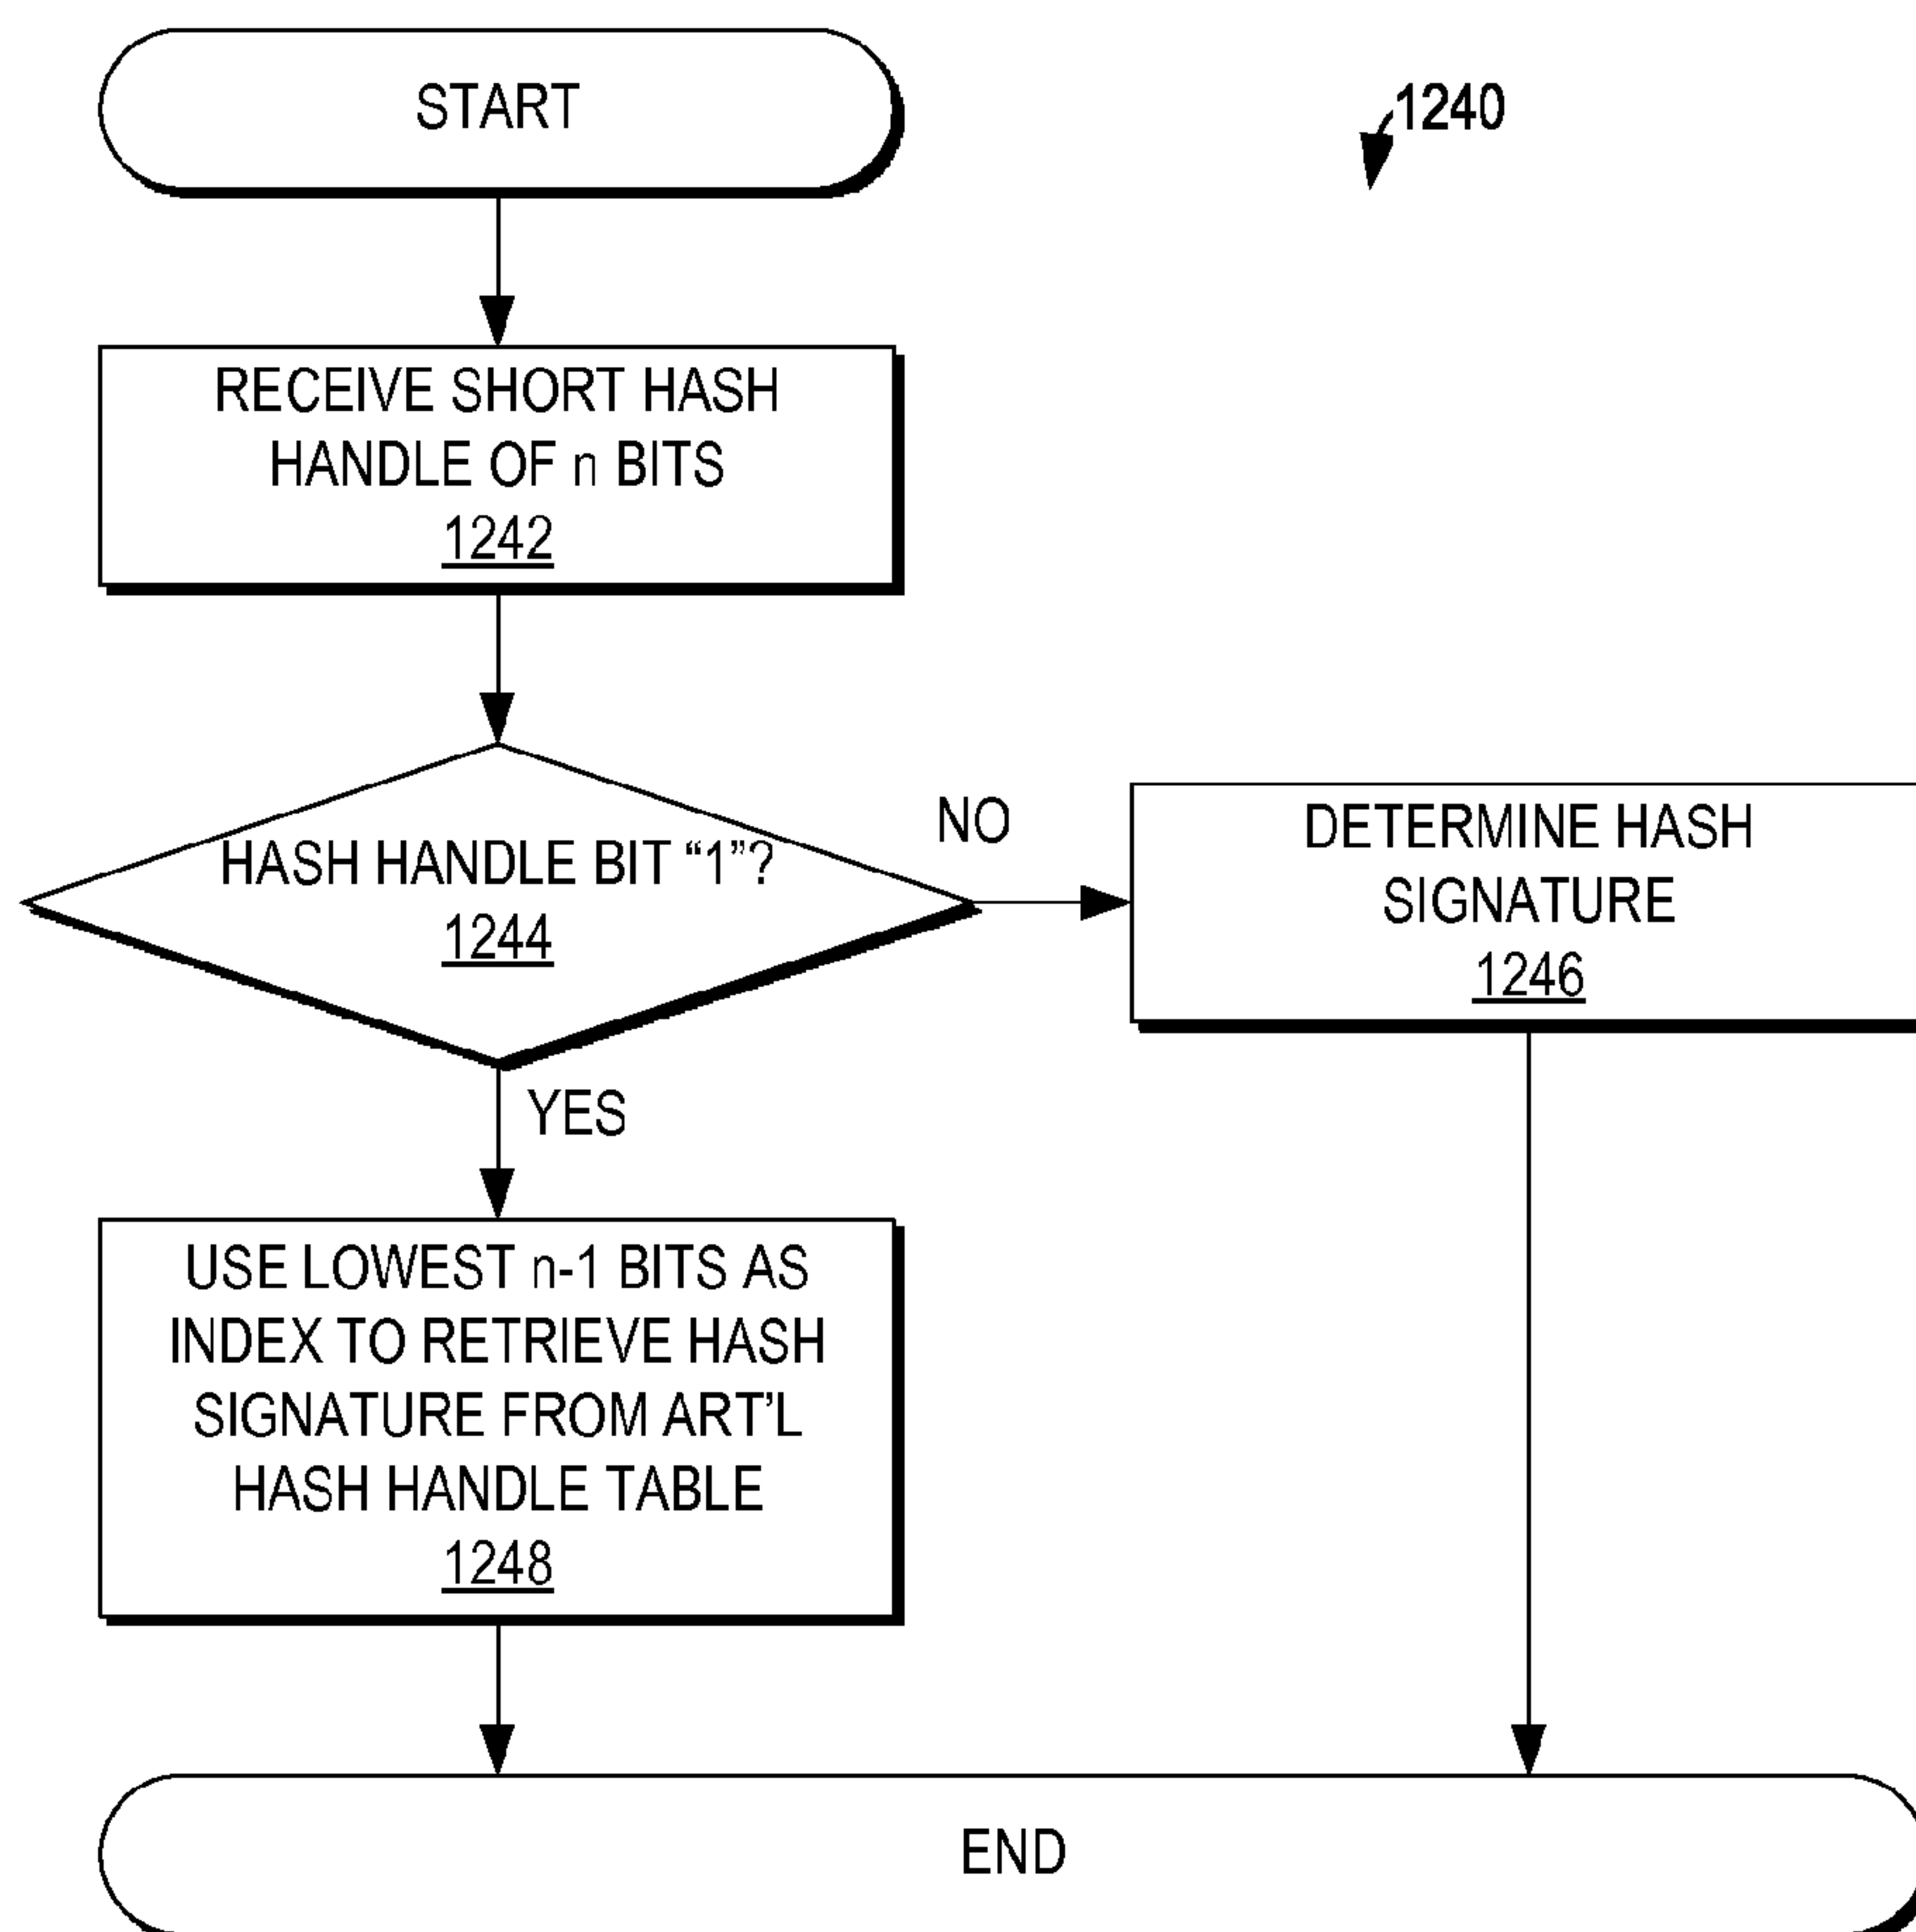 START
1240
RECEIVE SHORT HASH
HANDLE OF n BITS
1242
HASH HANDLE BIT “1”?
1244
NO
DETERMINE HASH
SIGNATURE
1246
YES
USE LOWEST n-1 BITS AS
INDEX TO RETRIEVE HASH
SIGNATURE FROM ART’L
HASH HANDLE TABLE
1248
END